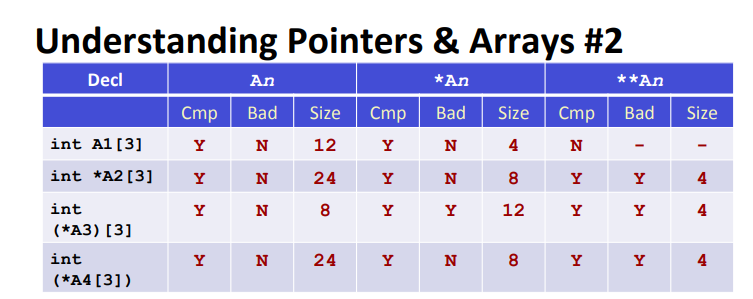 Understanding Pointers & Arrays #2
Decl An *An **An
Cmp Bad Size Cmp Bad Size Cmp Bad Size
int A1[3] Y N 12 Y N 4 N - -
int *A2[3] Y N 24 Y N 8 Y Y 4
int
(*A3)[3] Y N 8 Y Y 12 Y Y 4
int
(*A4[3]) Y N 24 Y N 8 Y Y 4